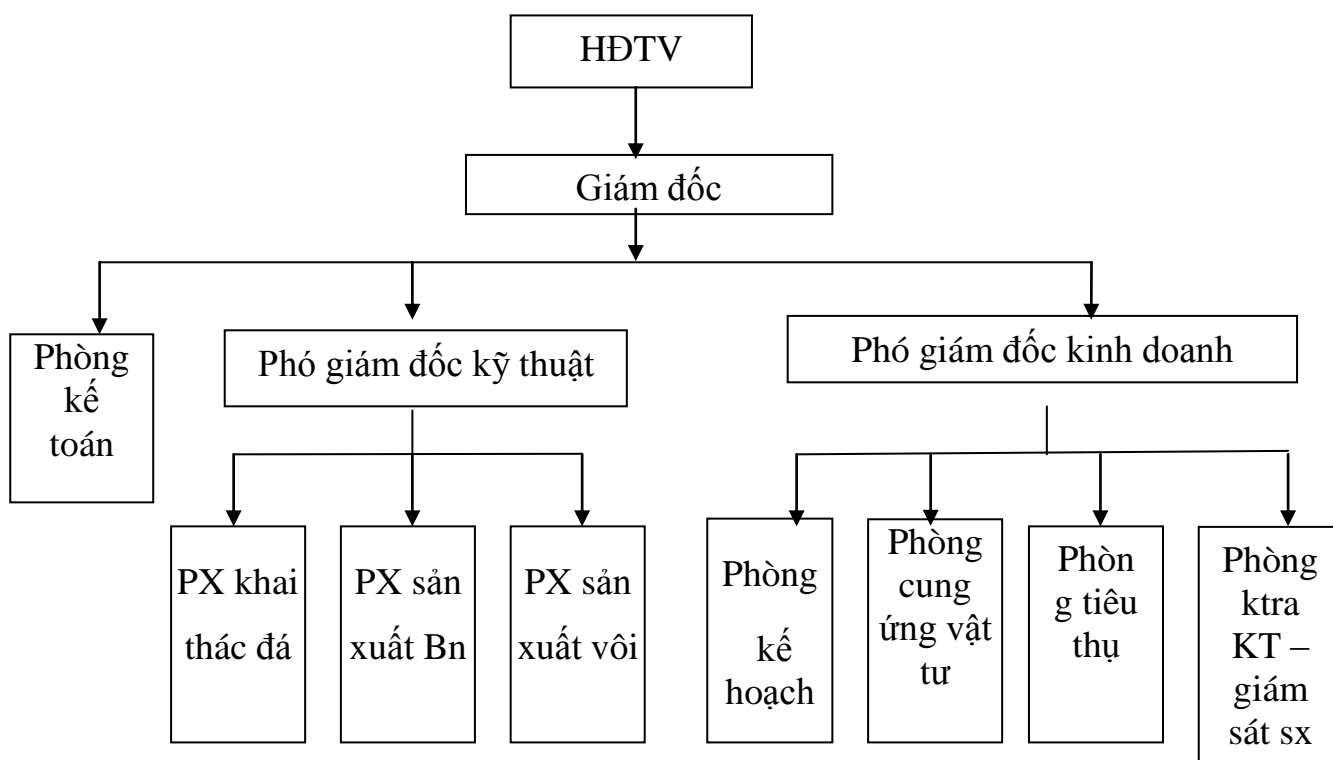 HĐTV
Giám đốc
Phòng
kế
toán
Phó giám đốc kỹ thuật
Phó giám đốc kinh doanh
PX khai
thác đá
PX sản
xuất Bn
PX sản
xuất vôi
Phòng
kế
hoạch
Phòng
cung
ứng vật
tư
Phòn
g tiêu
thụ
Phòng
ktra
KT –
giám
sát sx